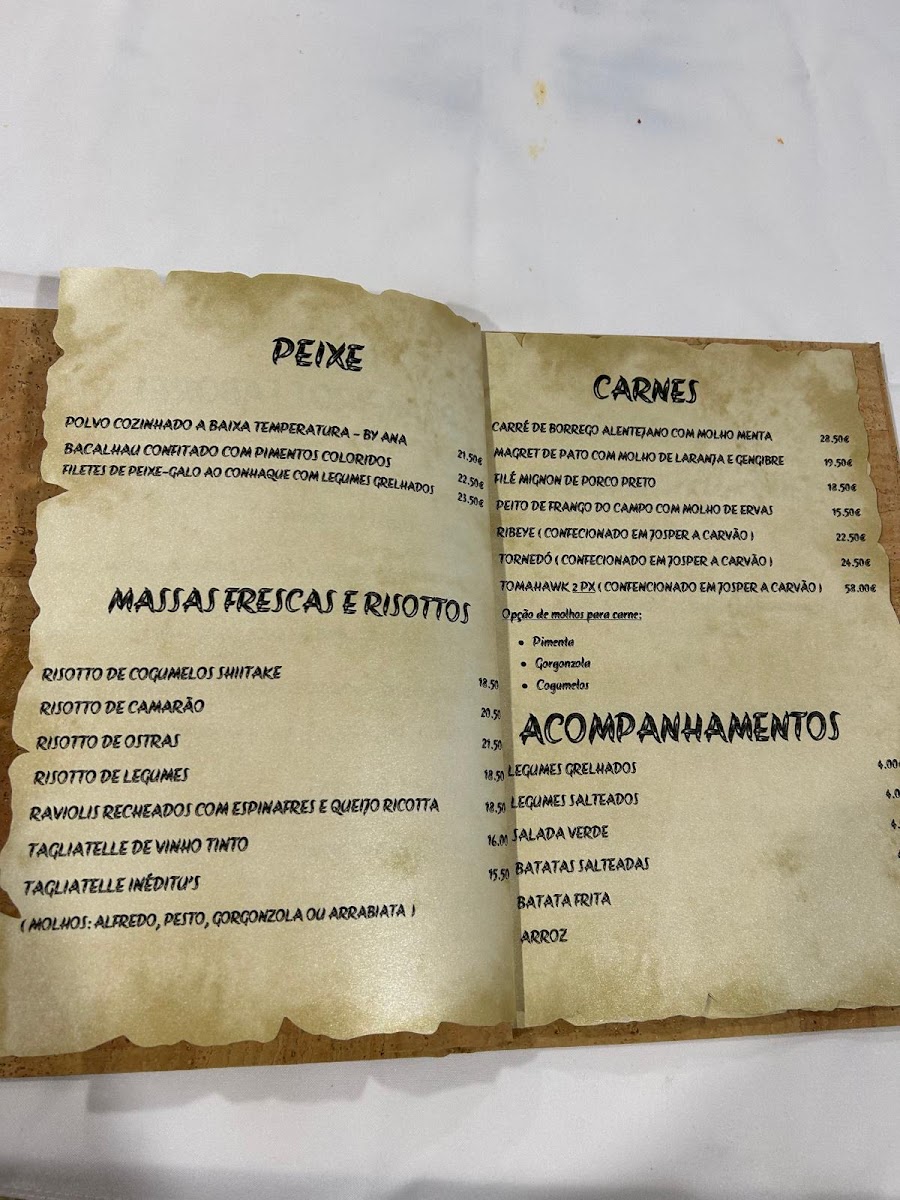 PEIXE
POLVO COZINHADO A BAIXA TEMPERATURA - BY ANA 21.50€
BACALHAU CONFITADO COM PIMENTOS COLORIDOS 22.50€
FILETES DE PEIXE-GALO AO CONHAQUE COM LEGUMES GRELHADOS 23.50€
MASSAS FRESCAS E RISOTTOS
RISOTTO DE COGUMELOS SHIITAKE 18.50
RISOTTO DE CAMARÃO 20.50
RISOTTO DE OSTRAS 21.50
RISOTTO DE LEGUMES 18.50
RAVIOLIS RECHEADOS COM ESPINAFRES E QUEIJO RICOTTA 18.50
TAGLIATELLE DE VINHO TINTO 16.00
TAGLIATELLE INÉDITU'S 15.50
( MOLHOS: ALFREDO, PESTO, GORGONZOLA OU ARRABIATA )
CARNES
CARRÉ DE BORREGO ALENTEJANO COM MOLHO MENTA 28.50€
MAGRET DE PATO COM MOLHO DE LARANJA E GENGIBRE 19.50€
FILÉ MIGNON DE PORCO PRETO 18.50€
PEITO DE FRANGO DO CAMPO COM MOLHO DE ERVAS 15.50€
RIBEYE ( CONFECIONADO EM JOSPER A CARVÃO ) 22.50€
TORNEDÓ ( CONFECIONADO EM JOSPER A CARVÃO ) 24.50€
TOMAHAWK 2 PX ( CONFENCIONADO EM JOSPER A CARVÃO ) 58.00€
Opção de molhos para carne:
• Pimenta
• Gorgonzola
• Cogumelos
ACOMPANHAMENTOS
LEGUMES GRELHADOS 4.00
LEGUMES SALTEADOS 4.0
SALADA VERDE 4.
BATATAS SALTEADAS
BATATA FRITA
ARROZ